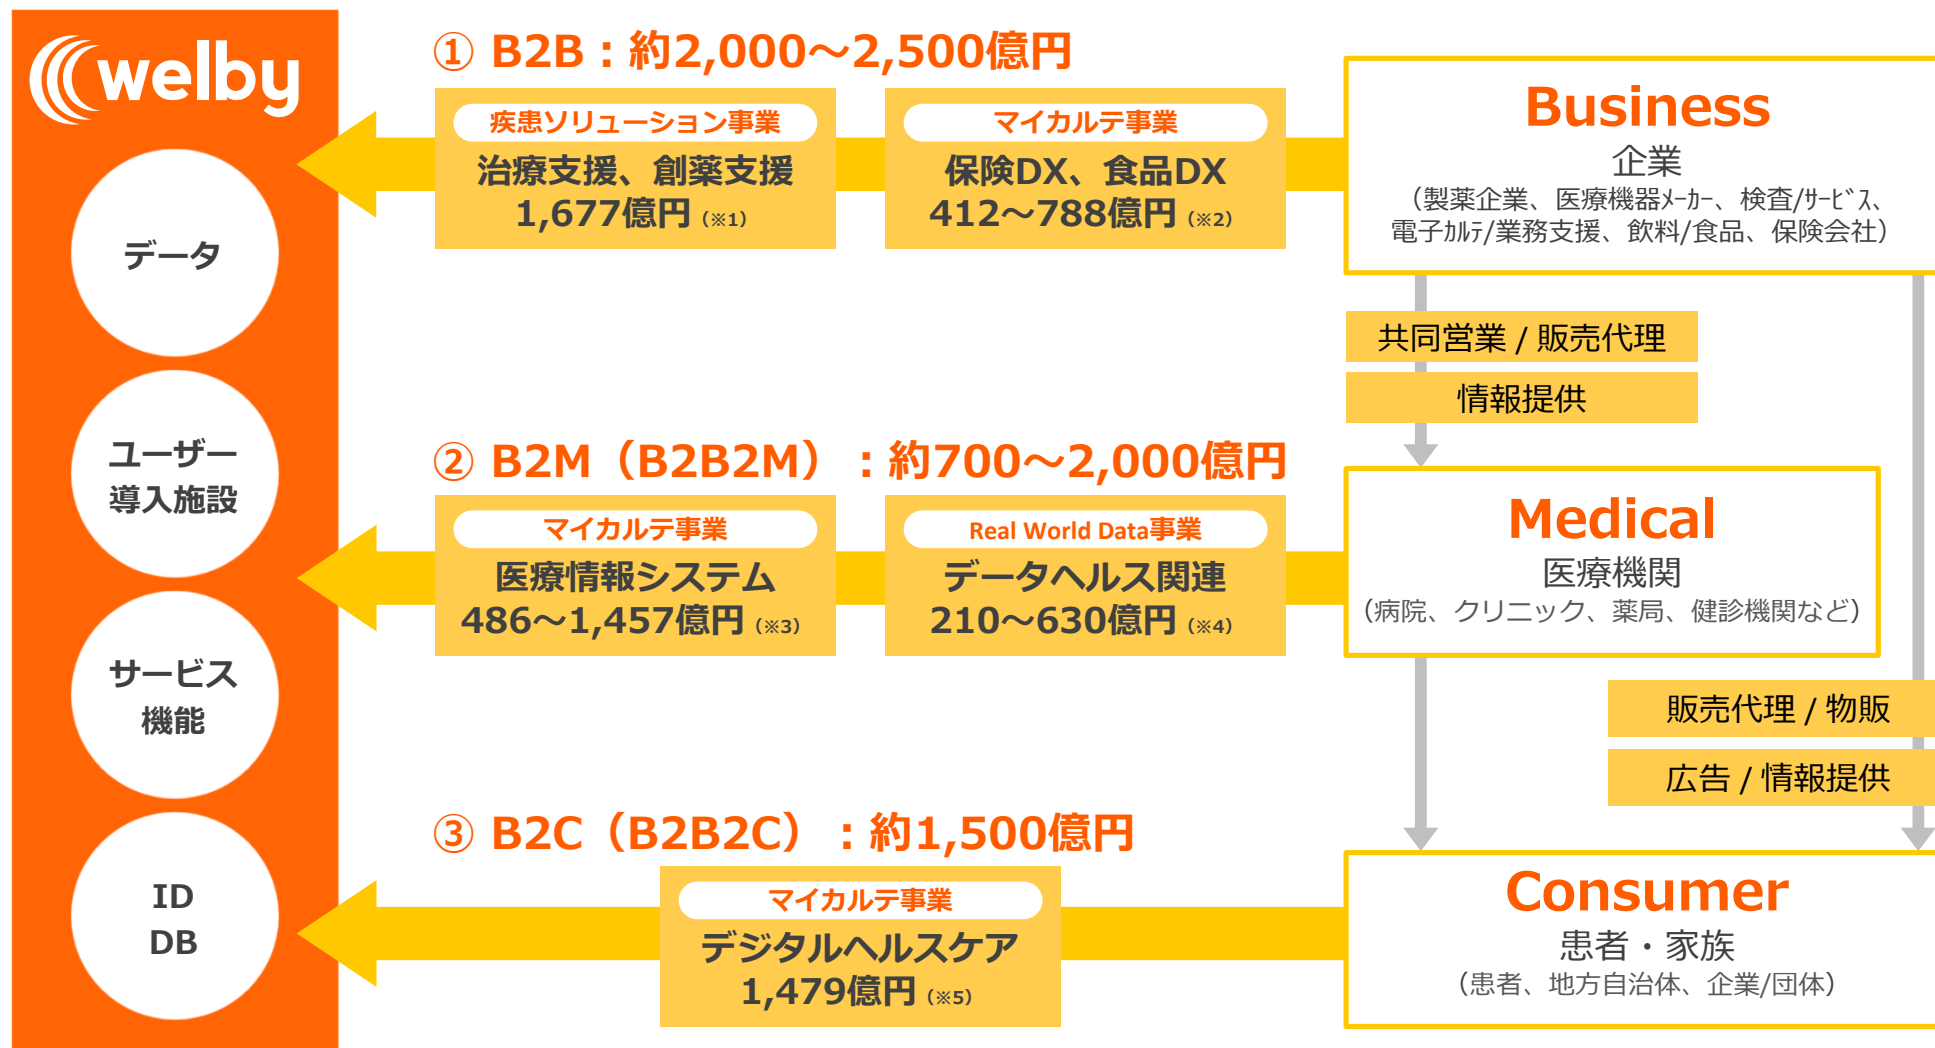 welby
データ
ユーザー
導入施設
サービス
機能
ID
DB
① B2B：約2,000～2,500億円
疾患ソリューション事業
治療支援、創薬支援
1,677億円（※1）
マイカルテ事業
保険DX、食品DX
412～788億円（※2）
Business
企業
（製薬企業、医療機器ﾒｰｶｰ、検査/ｻｰﾋﾞｽ、
電子ｶﾙﾃ/業務支援、飲料/食品、保険会社）
共同営業 / 販売代理
情報提供
② B2M（B2B2M）：約700～2,000億円
マイカルテ事業
医療情報システム
486～1,457億円（※3）
Real World Data事業
データヘルス関連
210～630億円（※4）
Medical
医療機関
（病院、クリニック、薬局、健診機関など）
販売代理 / 物販
広告 / 情報提供
③ B2C（B2B2C）：約1,500億円
マイカルテ事業
デジタルヘルスケア
1,479億円（※5）
Consumer
患者・家族
（患者、地方自治体、企業/団体）